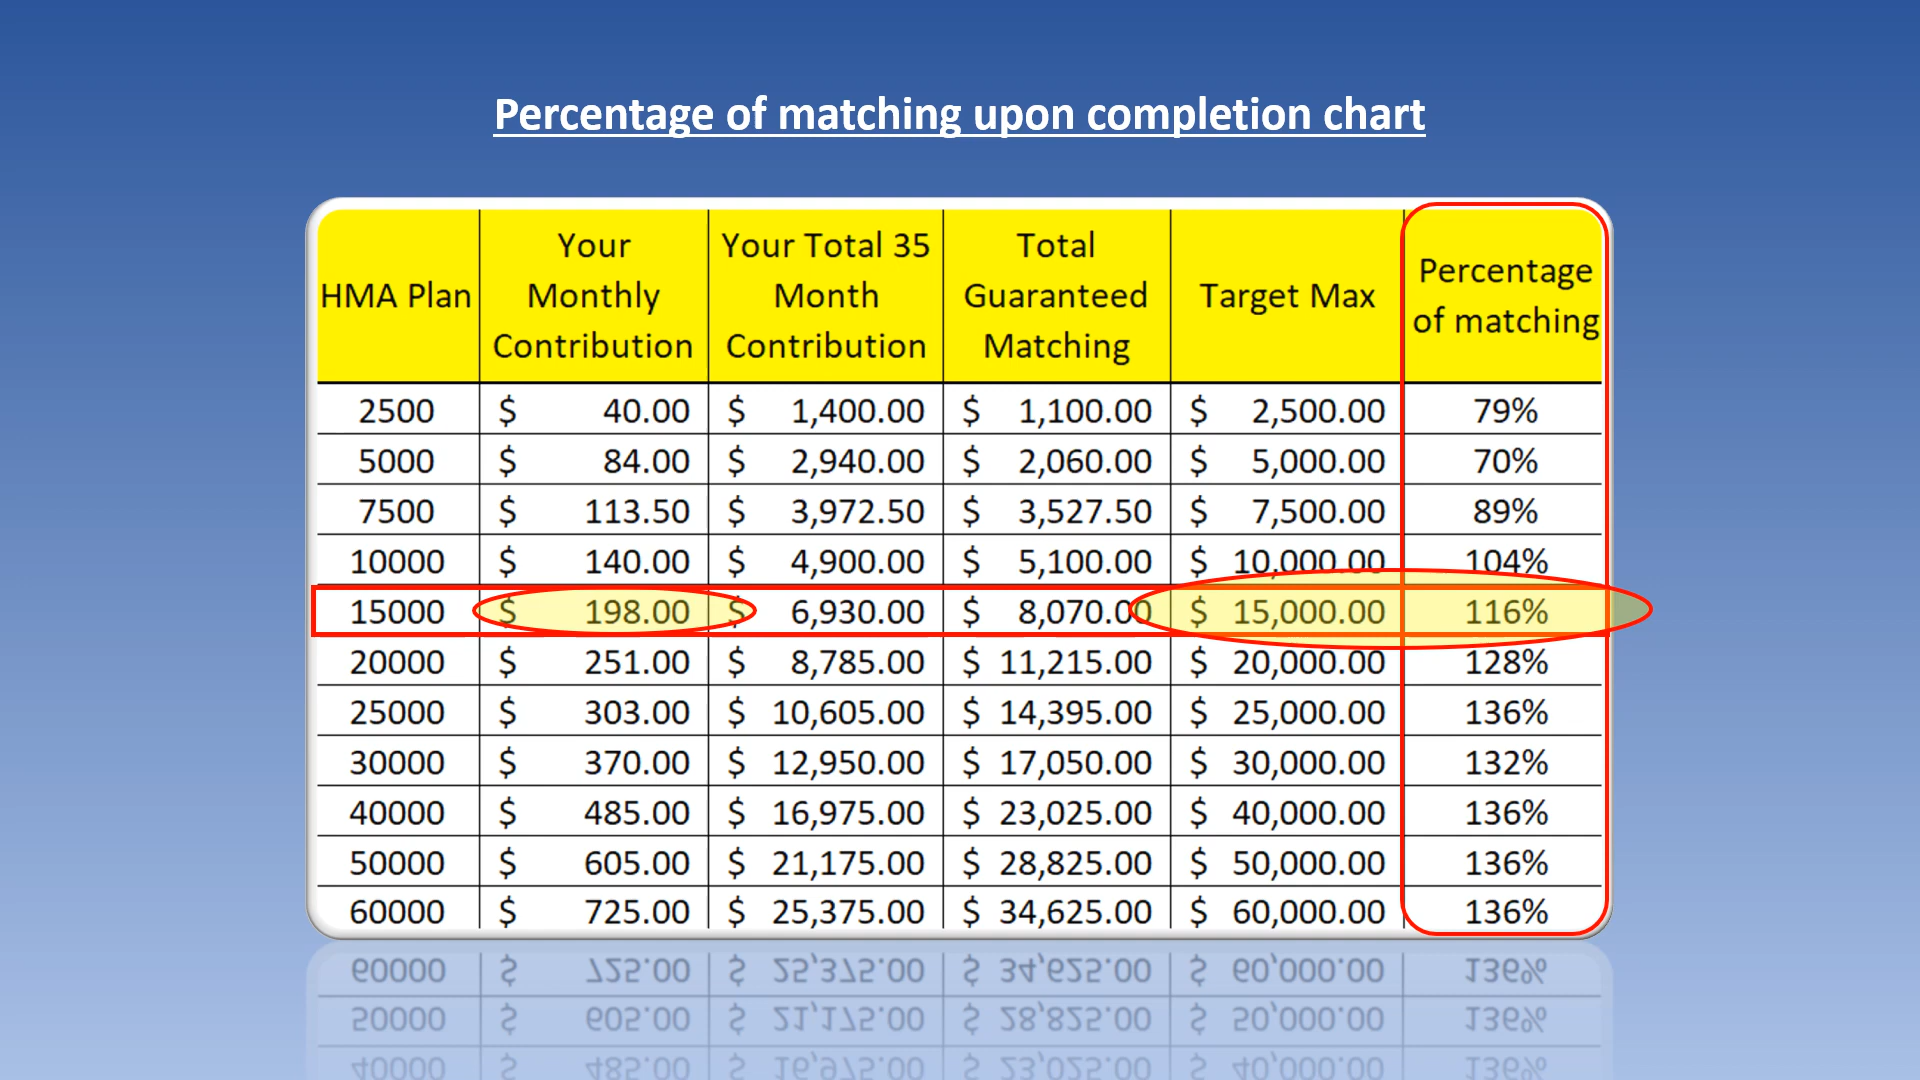 Percentage of matching upon completion chart
HMA Plan | Your Monthly Contribution | Your Total 35 Month Contribution | Total Guaranteed Matching | Target Max | Percentage of matching
2500 $ 40.00 $ 1,400.00 $ 1,100.00 $ 2,500.00 79%
5000 $ 84.00 $ 2,940.00 $ 2,060.00 $ 5,000.00 70%
7500 $ 113.50 $ 3,972.50 $ 3,527.50 $ 7,500.00 89%
10000 $ 140.00 $ 4,900.00 $ 5,100.00 $ 10,000.00 104%
15000 $ 198.00 $ 6,930.00 $ 8,070.00 $ 15,000.00 116%
20000 $ 251.00 $ 8,785.00 $ 11,215.00 $ 20,000.00 128%
25000 $ 303.00 $ 10,605.00 $ 14,395.00 $ 25,000.00 136%
30000 $ 370.00 $ 12,950.00 $ 17,050.00 $ 30,000.00 132%
40000 $ 485.00 $ 16,975.00 $ 23,025.00 $ 40,000.00 136%
50000 $ 605.00 $ 21,175.00 $ 28,825.00 $ 50,000.00 136%
60000 $ 725.00 $ 25,375.00 $ 34,625.00 $ 60,000.00 136%